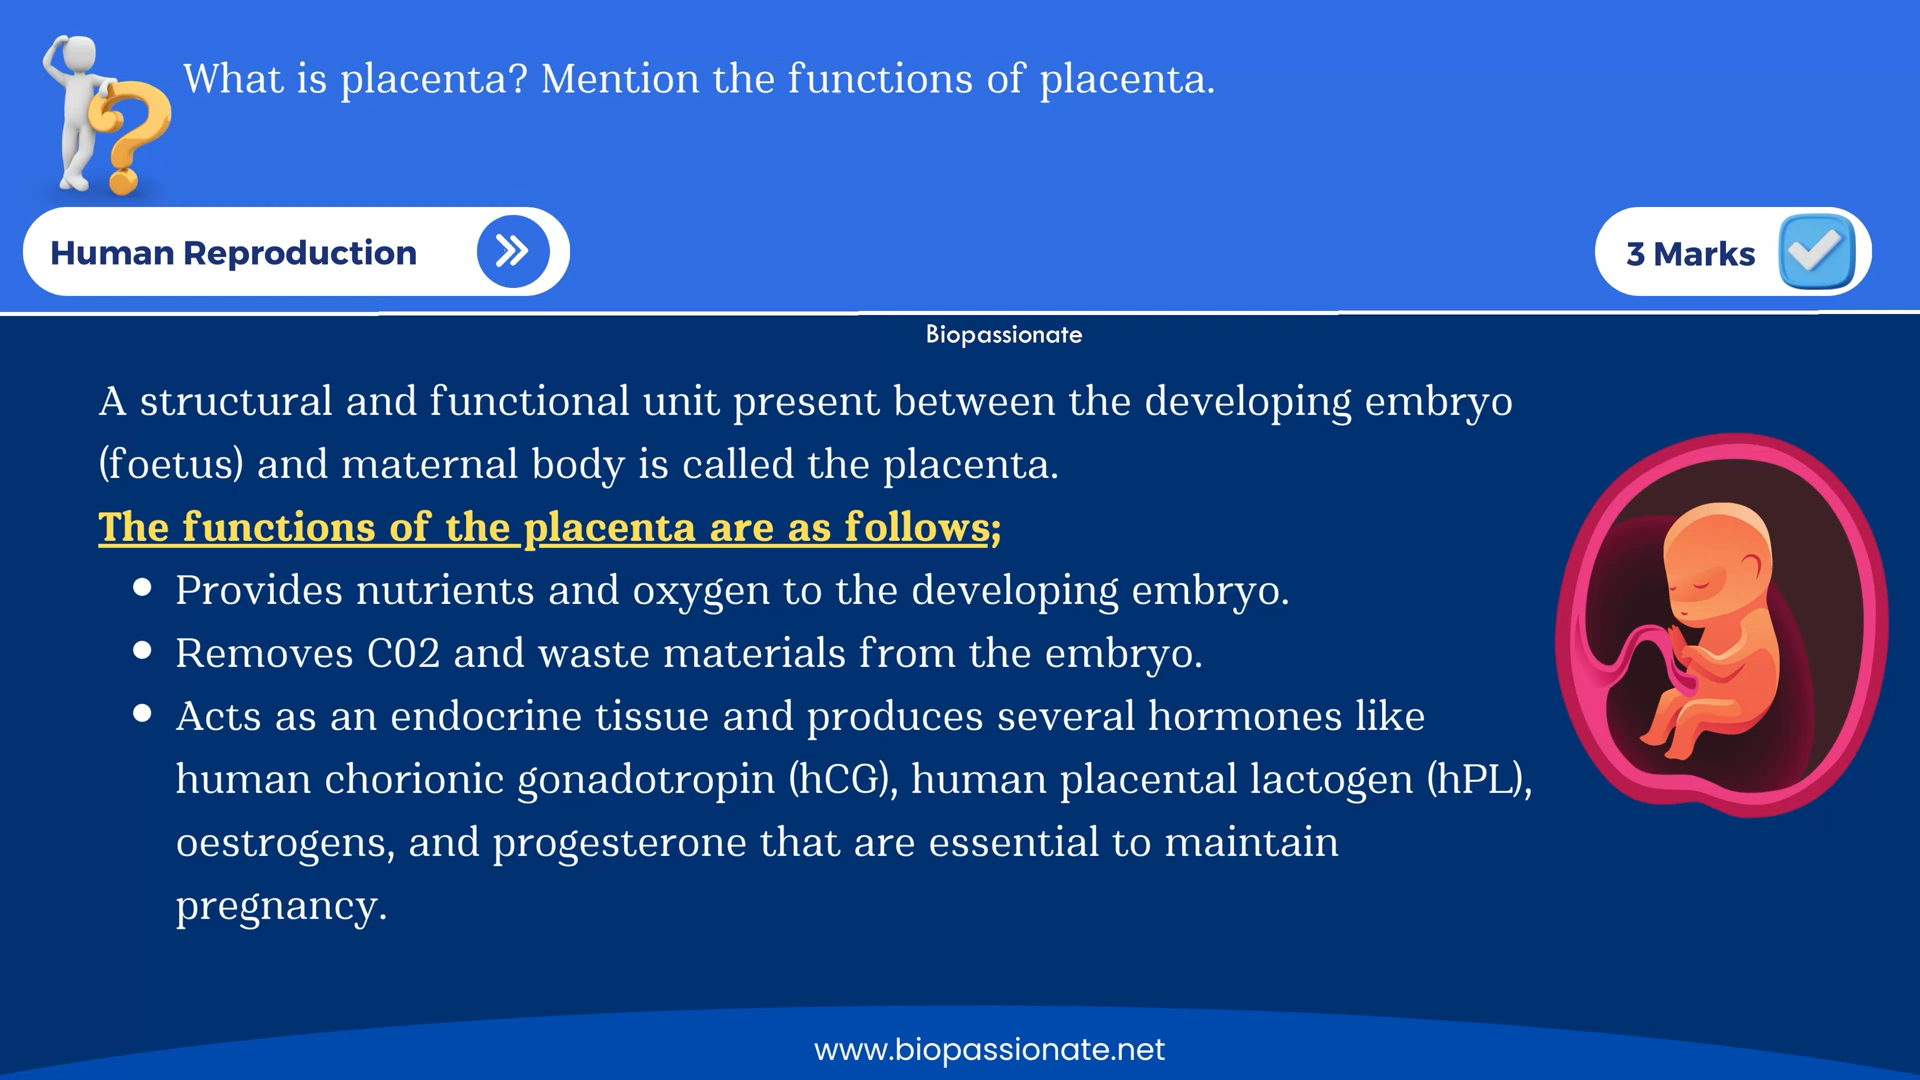 What is placenta? Mention the functions of placenta.
Human Reproduction
3 Marks
Biopassionate
A structural and functional unit present between the developing embryo
(foetus) and maternal body is called the placenta.
The functions of the placenta are as follows;
• Provides nutrients and oxygen to the developing embryo.
• Removes C02 and waste materials from the embryo.
• Acts as an endocrine tissue and produces several hormones like
human chorionic gonadotropin (hCG), human placental lactogen (hPL),
oestrogens, and progesterone that are essential to maintain
pregnancy.
www.biopassionate.net